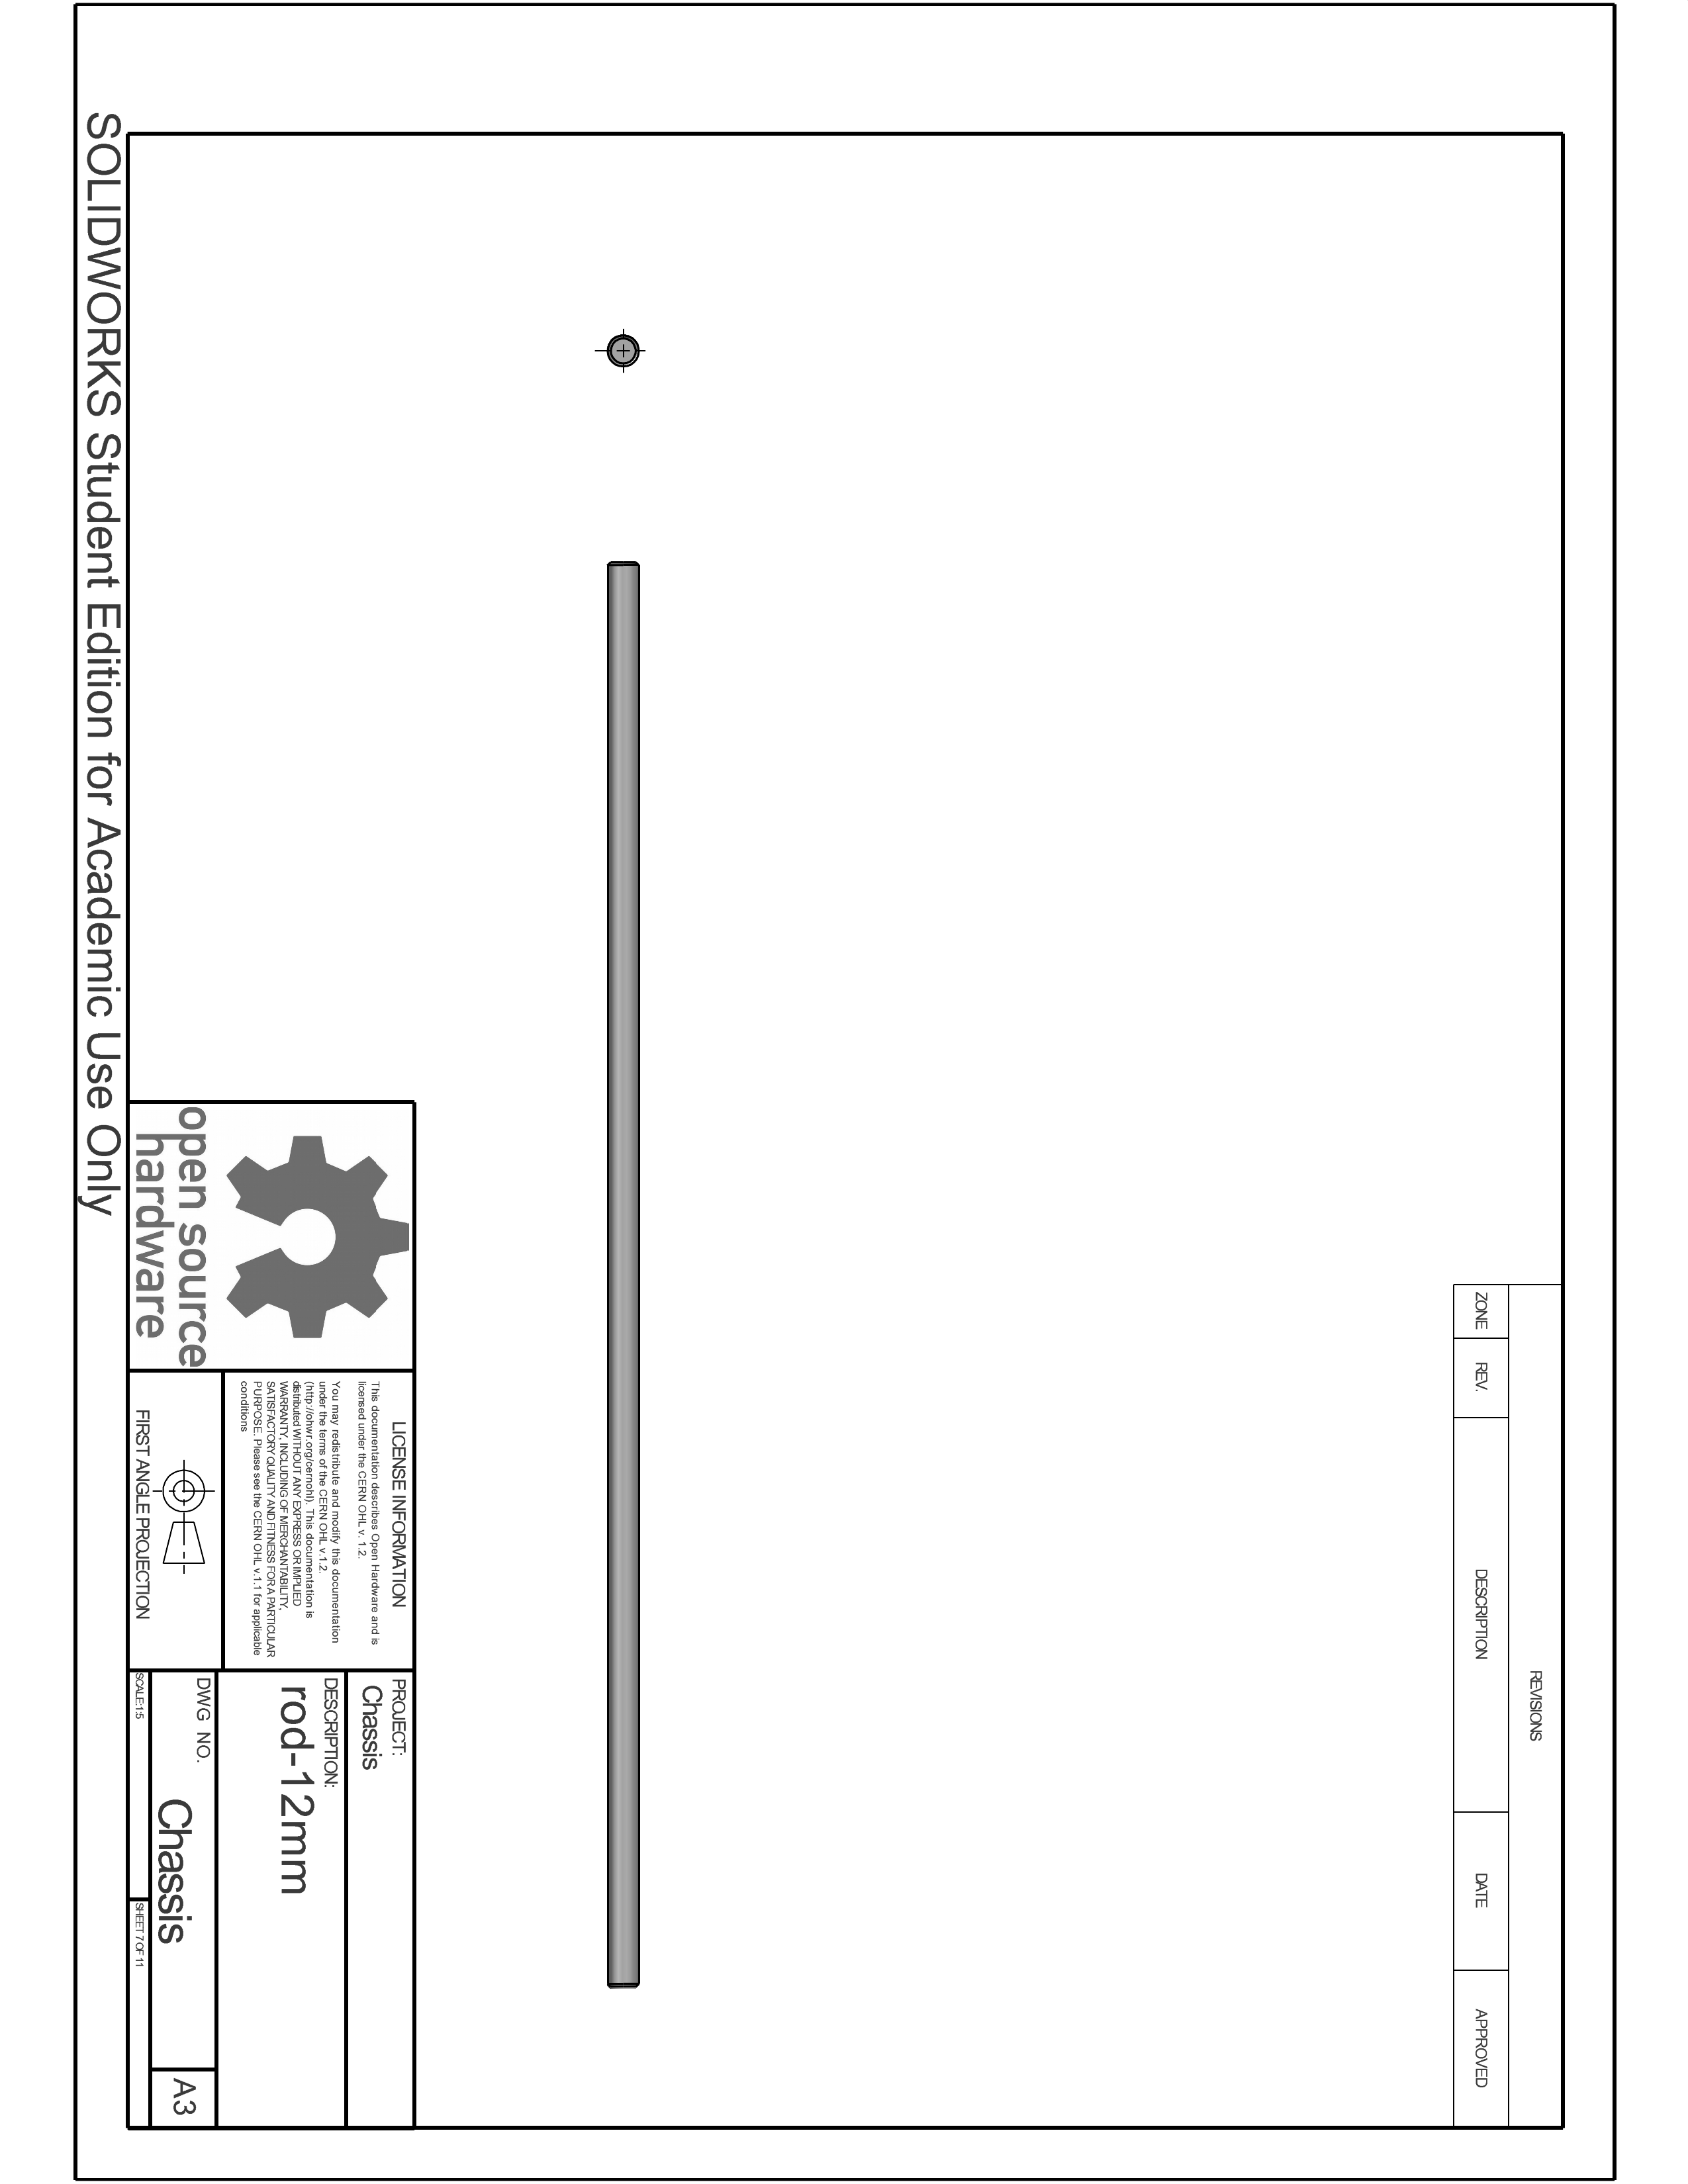 REVISIONS
ZONE
REV.
DESCRIPTION
DATE
APPROVED
open source
hardware
LICENSE INFORMATION
This documentation describes Open Hardware and is
licensed under the CERN OHL v. 1.2.
You may redistribute and modify this documentation
under the terms of the CERN OHL v.1.2.
(http://ohwr.org/cernohl). This documentation is
distributed WITHOUT ANY EXPRESS OR IMPLIED
WARRANTY, INCLUDING OF MERCHANTABILITY,
SATISFACTORY QUALITY AND FITNESS FOR A PARTICULAR
PURPOSE. Please see the CERN OHL v.1.1 for applicable
conditions
FIRST ANGLE PROJECTION
PROJECT:
Chassis
DESCRIPTION:
rod-12mm
DWG NO.
Chassis
A3
SCALE:1:5
SHEET 7 OF 11
SOLIDWORKS Student Edition for Academic Use Only